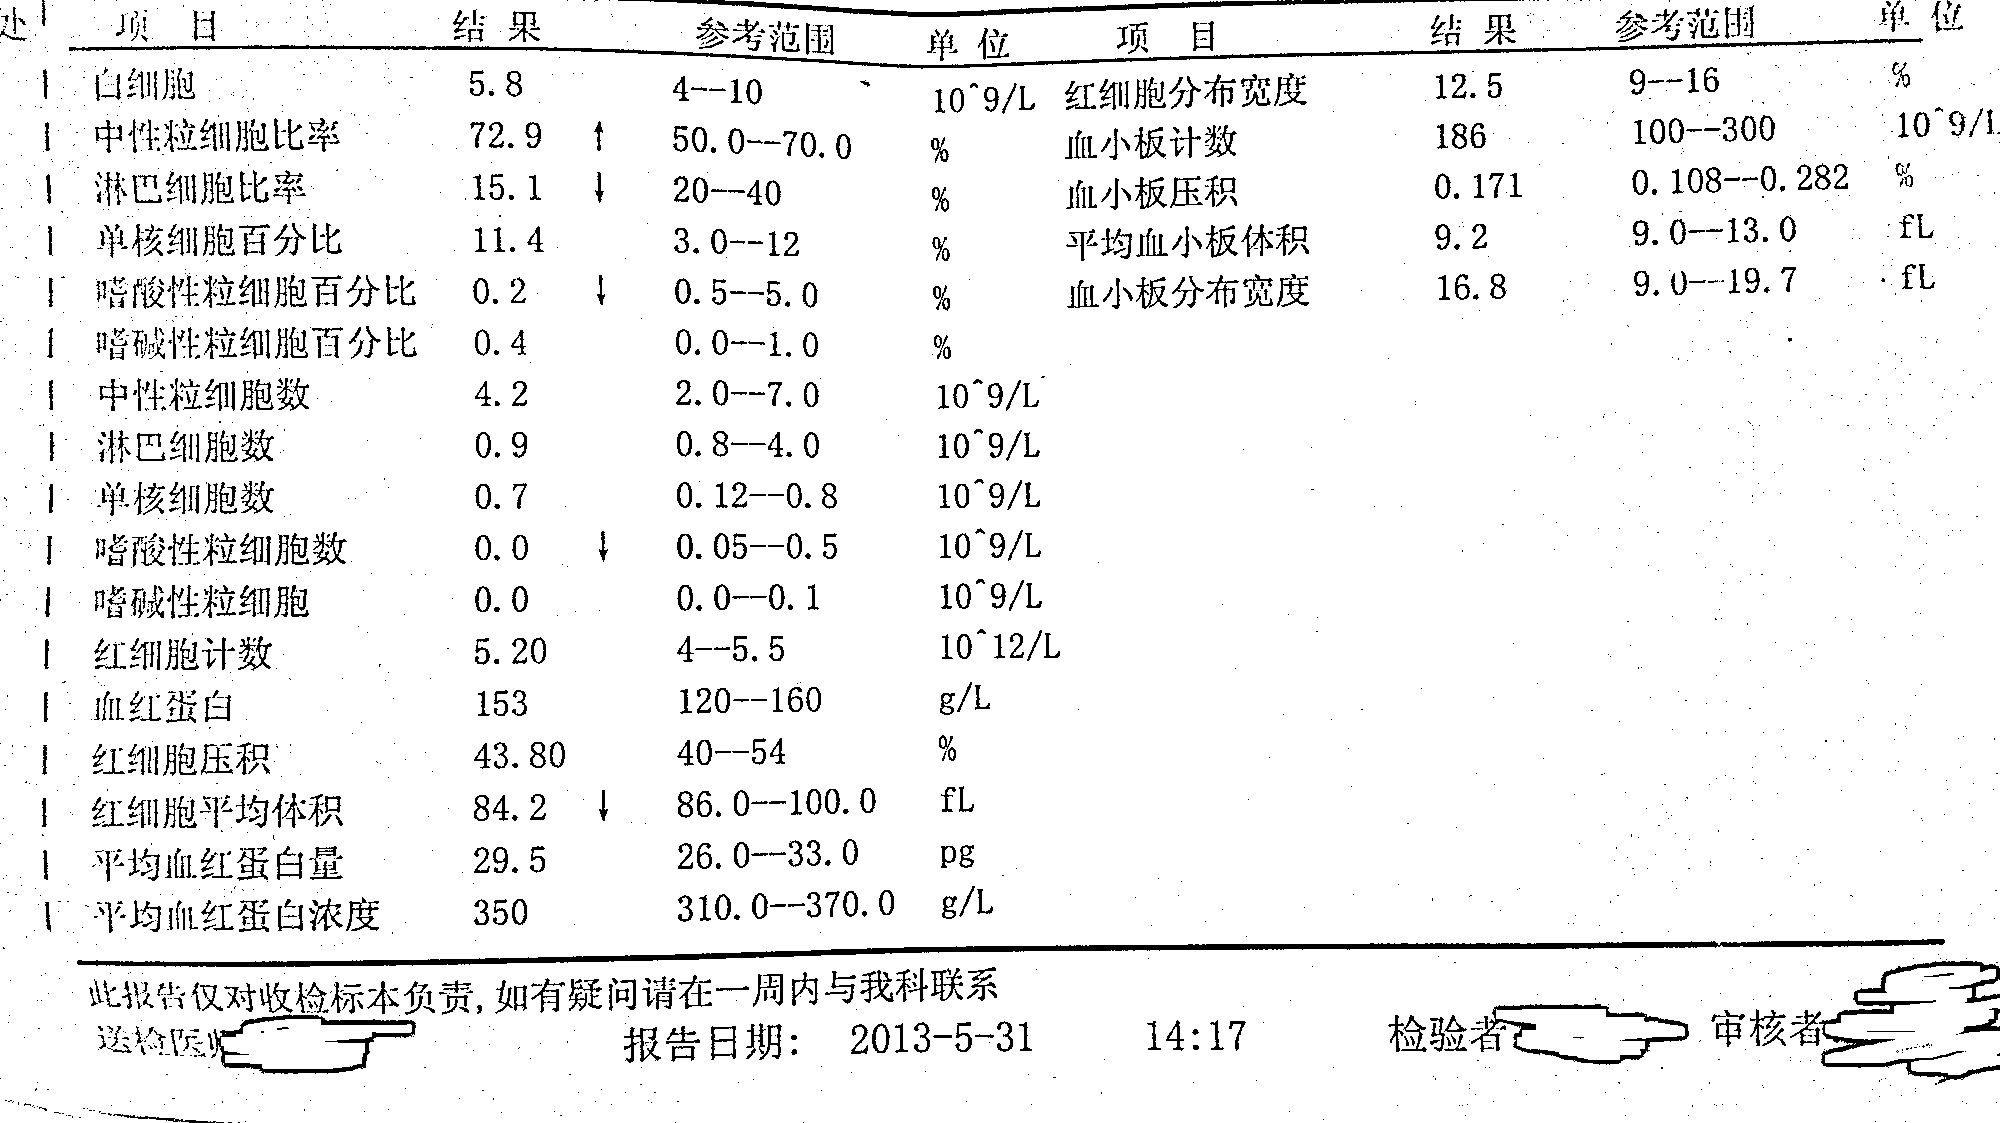 处 项 目 结 果 参考范围 单 位 项 目 结 果 参考范围 单 位
白细胞 5.8 4--10 10^9/L 红细胞分布宽度 12.5 9--16 %
中性粒细胞比率 72.9 ↑ 50.0--70.0 % 血小板计数 186 100--300 10^9/L
淋巴细胞比率 15.1 ↓ 20--40 % 血小板压积 0.171 0.108--0.282 %
单核细胞百分比 11.4 3.0--12 % 平均血小板体积 9.2 9.0--13.0 fL
嗜酸性粒细胞百分比 0.2 ↓ 0.5--5.0 % 血小板分布宽度 16.8 9.0--19.7 fL
嗜碱性粒细胞百分比 0.4 0.0--1.0 %
中性粒细胞数 4.2 2.0--7.0 10^9/L
淋巴细胞数 0.9 0.8--4.0 10^9/L
单核细胞数 0.7 0.12--0.8 10^9/L
嗜酸性粒细胞数 0.0 ↓ 0.05--0.5 10^9/L
嗜碱性粒细胞 0.0 0.0--0.1 10^9/L
红细胞计数 5.20 4--5.5 10^12/L
血红蛋白 153 120--160 g/L
红细胞压积 43.80 40--54 %
红细胞平均体积 84.2 ↓ 86.0--100.0 fL
平均血红蛋白量 29.5 26.0--33.0 pg
平均血红蛋白浓度 350 310.0--370.0 g/L
此报告仅对收检标本负责,如有疑问请在一周内与我科联系
送检医师 报告日期: 2013-5-31 14:17 检验者 审核者